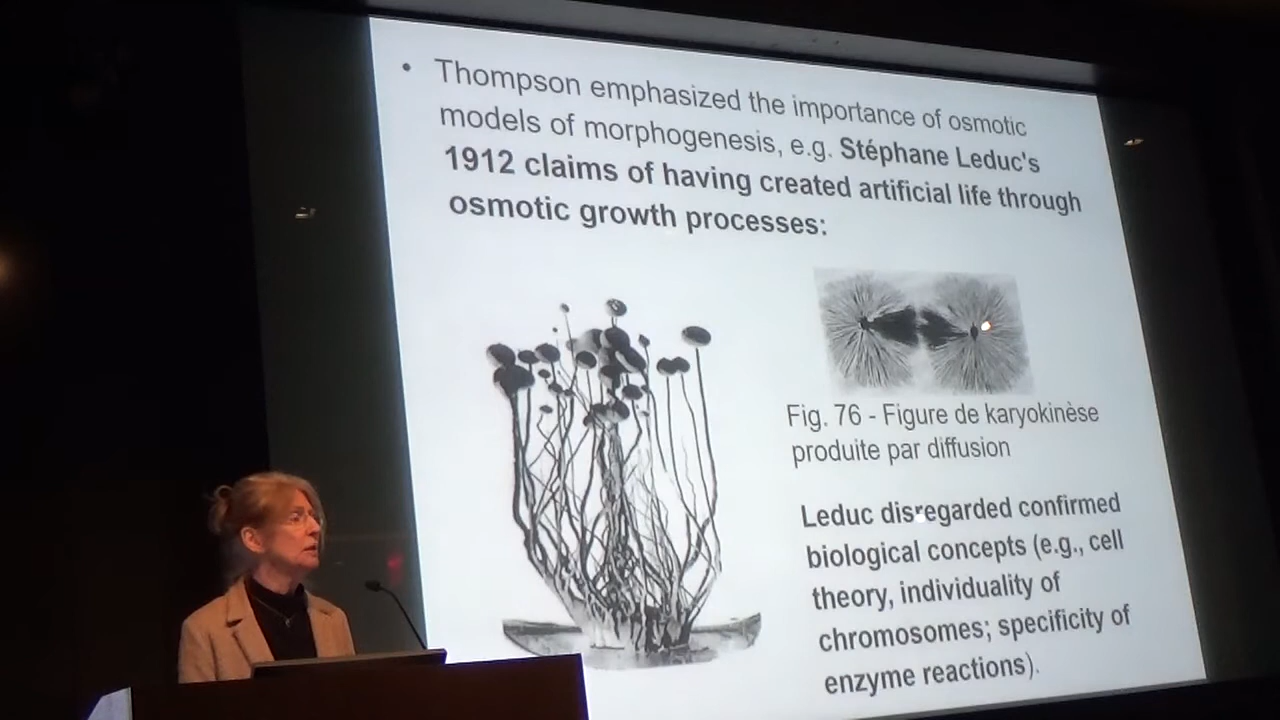 • Thompson emphasized the importance of osmotic
models of morphogenesis, e.g. Stéphane Leduc's
1912 claims of having created artificial life through
osmotic growth processes:
Fig. 76 - Figure de karyokinèse
produite par diffusion
Leduc disregarded confirmed
biological concepts (e.g., cell
theory, individuality of
chromosomes; specificity of
enzyme reactions).